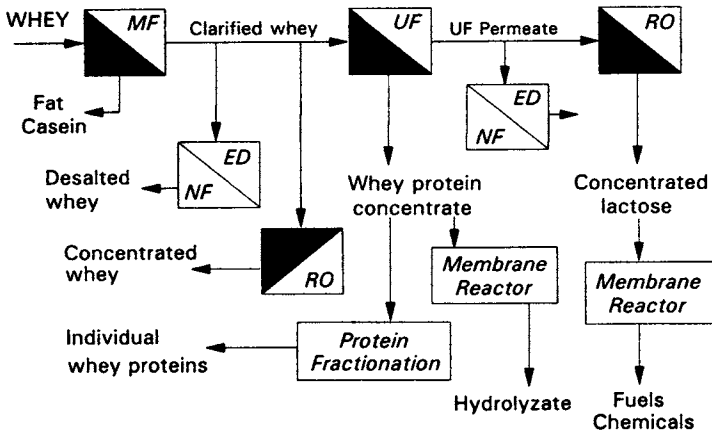 WHEY
MF
Clarified whey
UF
UF Permeate
RO
Fat
Casein
ED
NF
ED
NF
Desalted
whey
Whey protein
concentrate
Concentrated
lactose
Concentrated
whey
RO
Membrane
Reactor
Membrane
Reactor
Individual
whey proteins
Protein
Fractionation
Hydrolyzate
Fuels
Chemicals